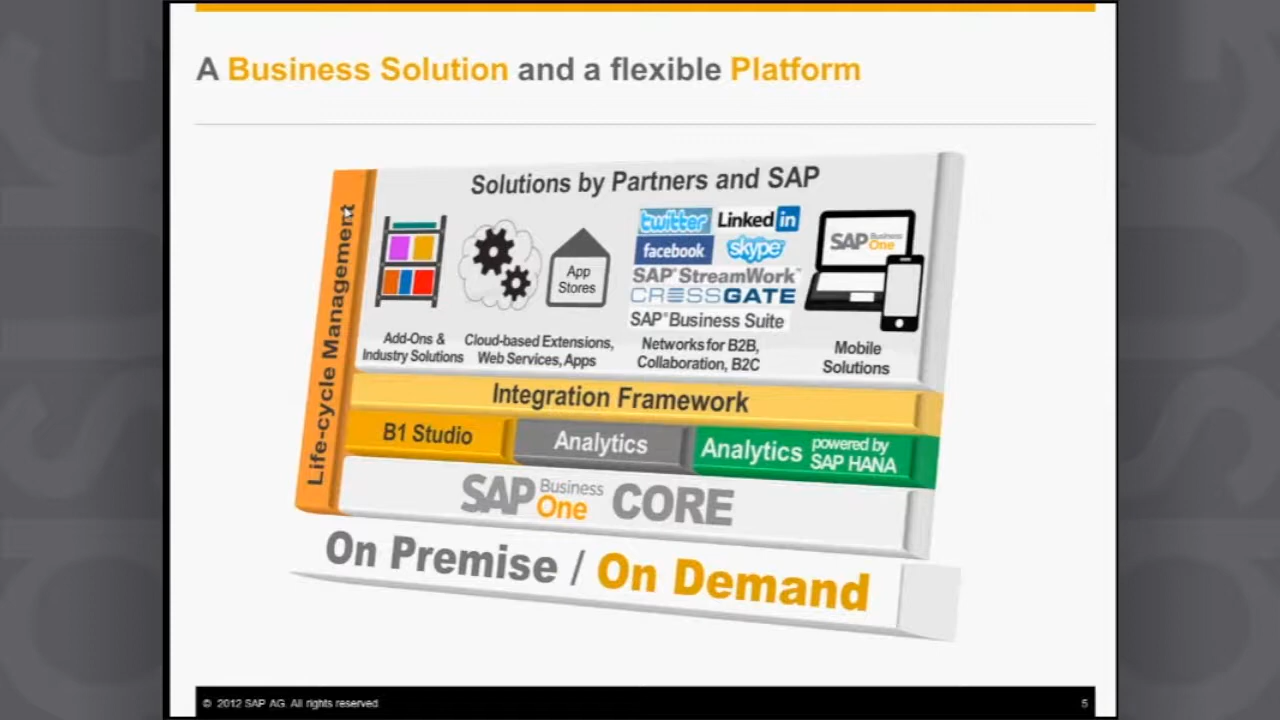 A Business Solution and a flexible Platform
Solutions by Partners and SAP
Life-cycle Management
App
Stores
twitter Linked in
facebook skype
SAP® StreamWork™
CROSSGATE
SAP® Business Suite
SAP Business One
Add-Ons &
Industry Solutions
Cloud-based Extensions,
Web Services, Apps
Networks for B2B,
Collaboration, B2C
Mobile
Solutions
Integration Framework
B1 Studio
Analytics
Analytics powered by
SAP HANA
SAP Business One CORE
On Premise / On Demand
© 2012 SAP AG. All rights reserved.
5